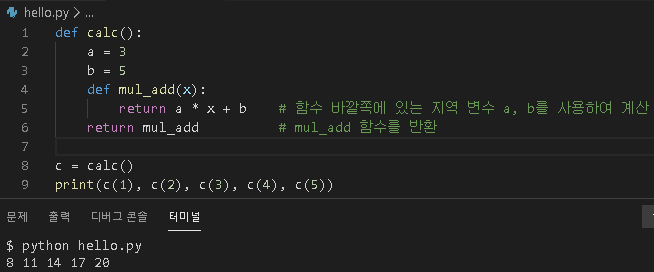 hello.py > ...
1 def calc():
2     a = 3
3     b = 5
4     def mul_add(x):
5         return a * x + b    # 함수 바깥쪽에 있는 지역 변수 a, b를 사용하여 계산
6     return mul_add          # mul_add 함수를 반환
7
8 c = calc()
9 print(c(1), c(2), c(3), c(4), c(5))
문제 출력 디버그 콘솔 터미널
$ python hello.py
8 11 14 17 20